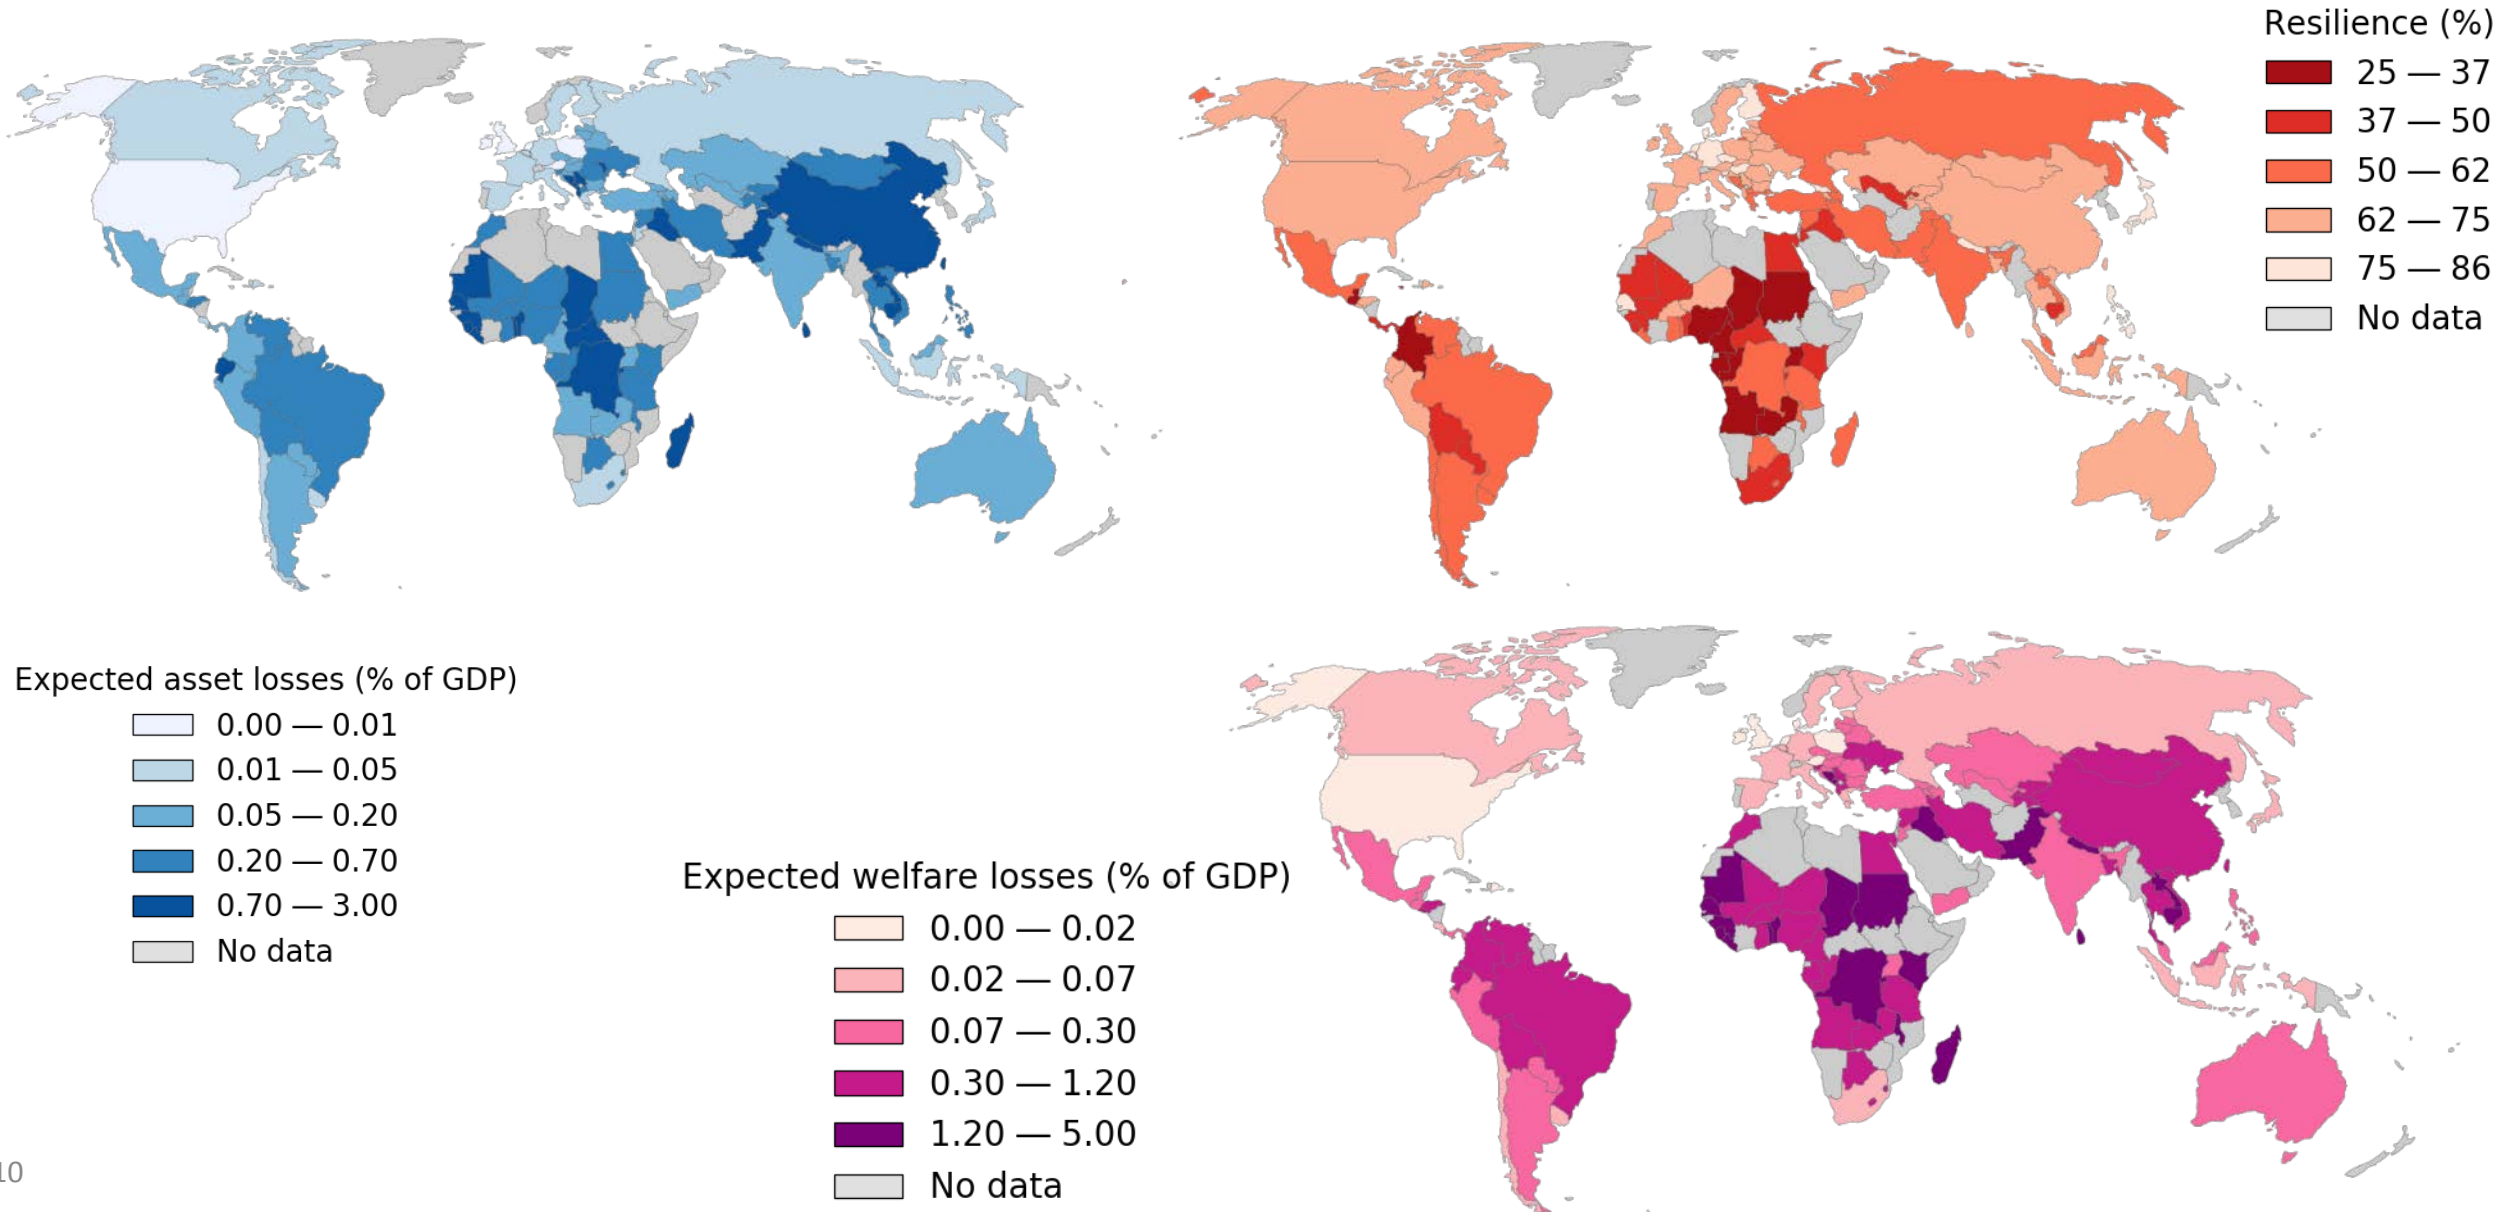 Resilience (%)
25 — 37
37 — 50
50 — 62
62 — 75
75 — 86
No data
Expected asset losses (% of GDP)
0.00 — 0.01
0.01 — 0.05
0.05 — 0.20
0.20 — 0.70
0.70 — 3.00
No data
Expected welfare losses (% of GDP)
0.00 — 0.02
0.02 — 0.07
0.07 — 0.30
0.30 — 1.20
1.20 — 5.00
No data
10